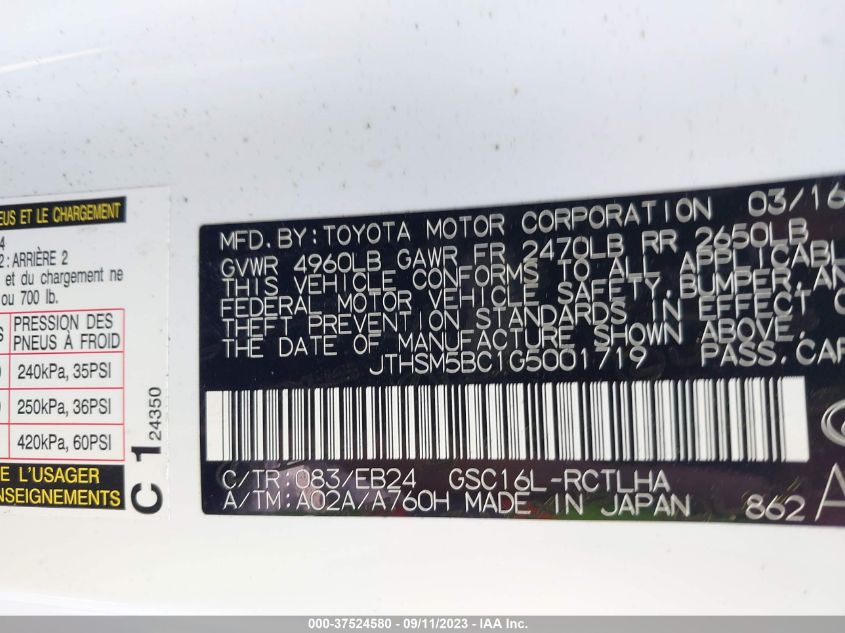 EUS ET LE CHARGEMENT
4
2: ARRIÈRE 2
et du chargement ne
ou 700 lb.
S PRESSION DES
PNEUS À FROID
0 240kPa, 35PSI
0 250kPa, 36PSI
420kPa, 60PSI
E L'USAGER
NSEIGNEMENTS
C 1 24350
MFD. BY: TOYOTA MOTOR CORPORATION 03/16
GVWR 4960LB GAWR FR 2470LB RR 2650LB
THIS VEHICLE CONFORMS TO ALL APPLICABL
FEDERAL MOTOR VEHICLE SAFETY, BUMPER, AN
THEFT PREVENTION STANDARDS IN EFFECT O
THE DATE OF MANUFACTURE SHOWN ABOVE.
JTHSM5BC1G5001719 PASS. CAR
C/TR: 083/EB24 GSC16L-RCTLHA
A/TM: A02A/A760H MADE IN JAPAN 862
A
000-37524580 - 09/11/2023 - IAA Inc.